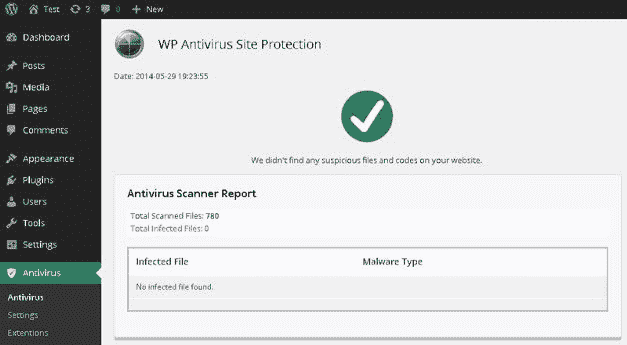 Test 3 0 + New
Dashboard
Posts
Media
Pages
Comments
Appearance
Plugins
Users
Tools
Settings
Antivirus
Antivirus
Settings
Extentions
WP Antivirus Site Protection
Date: 2014-05-29 19:23:55
We didn't find any suspicious files and codes on your website.
Antivirus Scanner Report
Total Scanned Files: 780
Total Infected Files: 0
Infected File Malware Type
No infected file found.